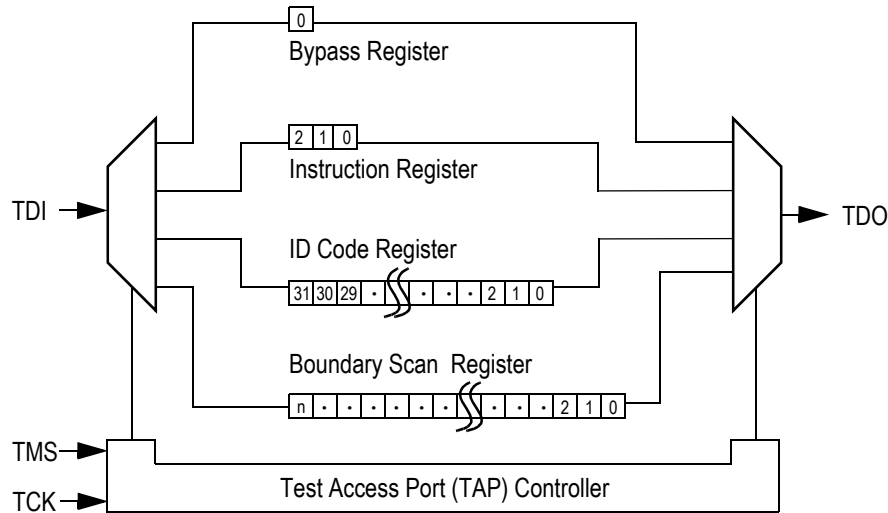 0
Bypass Register
2 1 0
Instruction Register
TDI
TDO
ID Code Register
31 30 29 · · · · 2 1 0
Boundary Scan Register
n · · · · · · · · · 2 1 0
TMS
TCK
Test Access Port (TAP) Controller